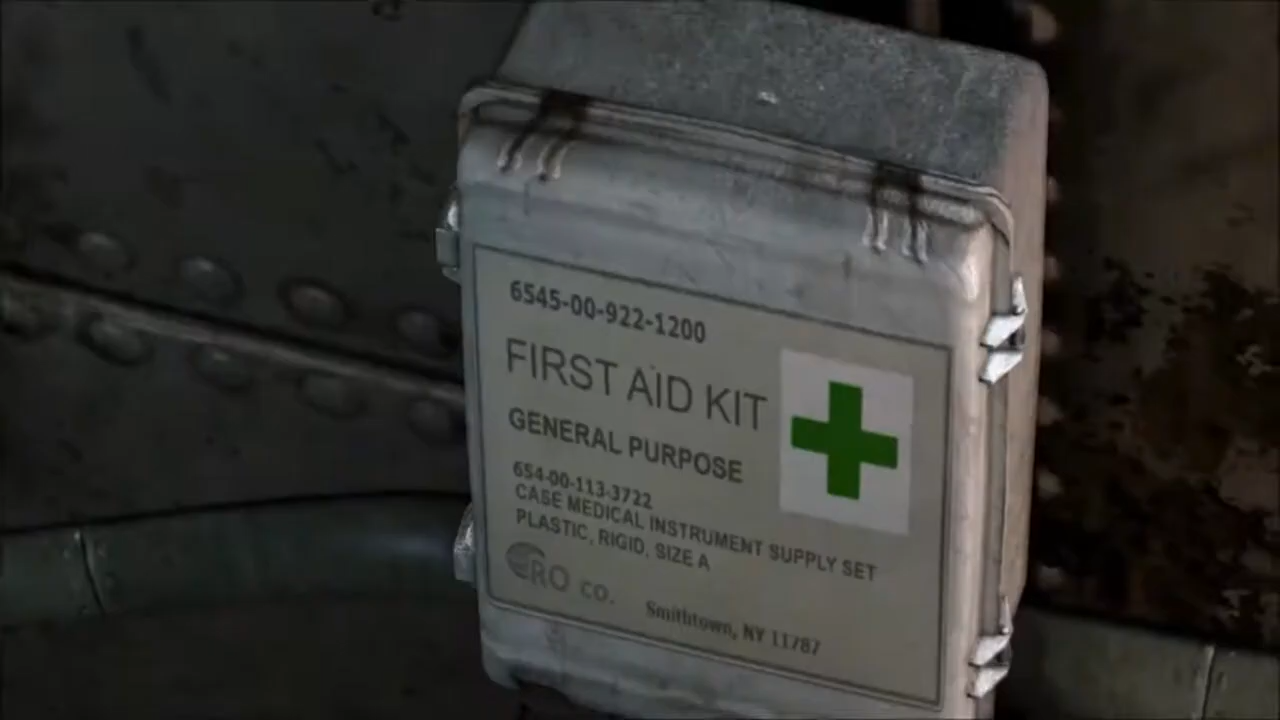 6545-00-922-1200
FIRST AID KIT
GENERAL PURPOSE
654-00-113-3722
CASE MEDICAL INSTRUMENT SUPPLY SET
PLASTIC, RIGID, SIZE A
ERO CO.
Smithtown, NY 11787